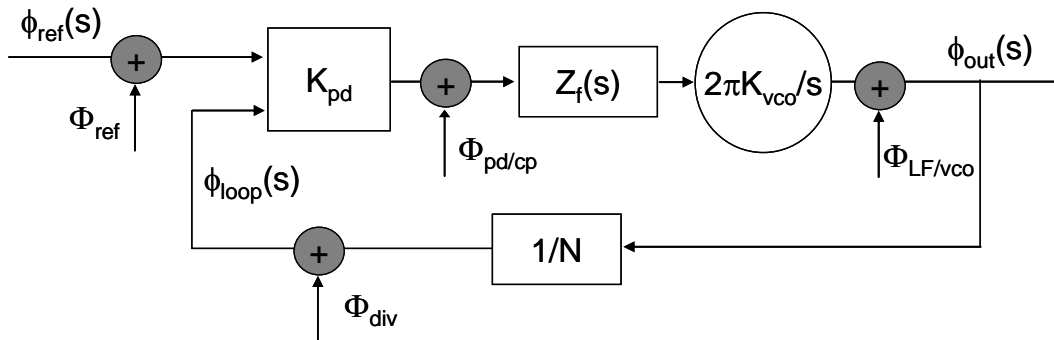 ϕref(s)
+
Φref
Kpd
+
Φpd/cp
Zf(s)
2πKvco/s
+
ϕout(s)
ΦLF/vco
ϕloop(s)
+
1/N
Φdiv